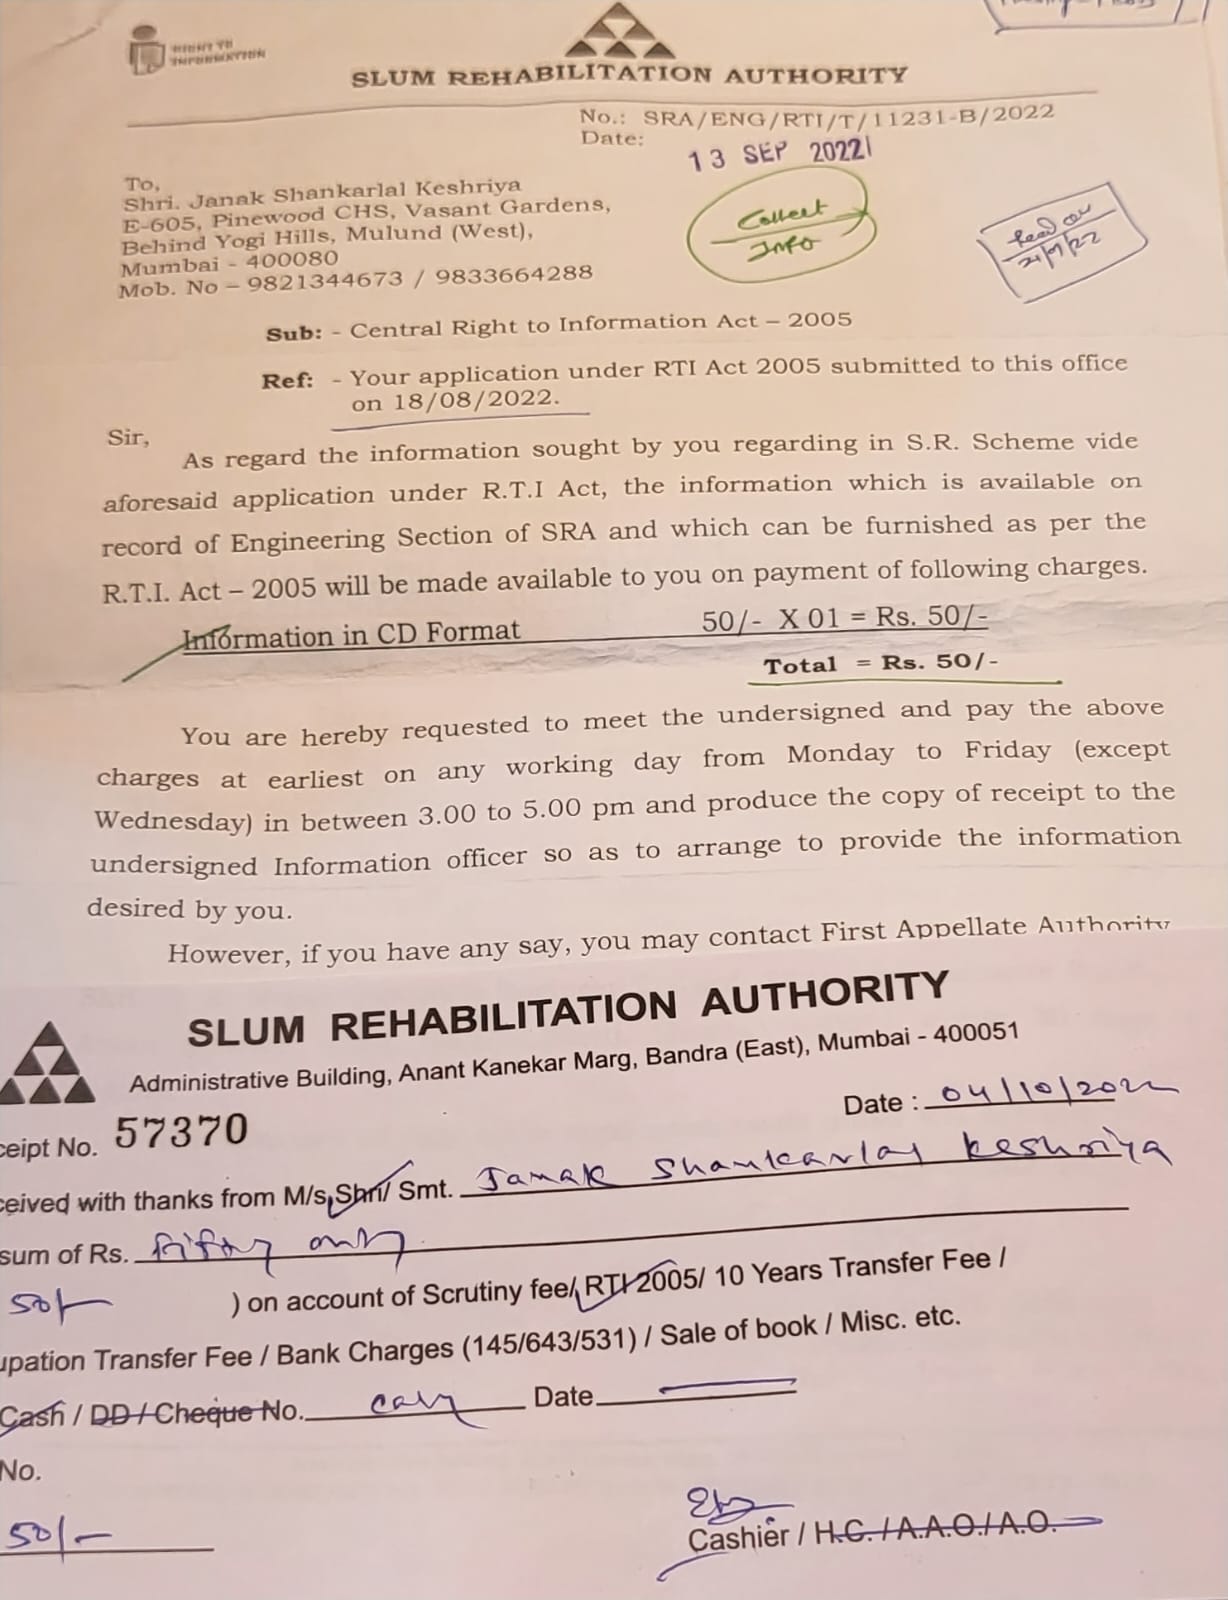 RIGHT TO
INFORMATION
SLUM REHABILITATION AUTHORITY
No.: SRA/ENG/RTI/T/11231-B/2022
Date:
13 SEP 2022
To,
Shri. Janak Shankarlal Keshriya
E-605, Pinewood CHS, Vasant Gardens,
Behind Yogi Hills, Mulund (West),
Mumbai - 400080
Mob. No – 9821344673 / 9833664288
Collect
Info
Read on
21/9/22
Sub: - Central Right to Information Act – 2005
Ref: - Your application under RTI Act 2005 submitted to this office
on 18/08/2022.
Sir,
As regard the information sought by you regarding in S.R. Scheme vide
aforesaid application under R.T.I Act, the information which is available on
record of Engineering Section of SRA and which can be furnished as per the
R.T.I. Act – 2005 will be made available to you on payment of following charges.
Information in CD Format 50/- X 01 = Rs. 50/-
Total = Rs. 50/-
You are hereby requested to meet the undersigned and pay the above
charges at earliest on any working day from Monday to Friday (except
Wednesday) in between 3.00 to 5.00 pm and produce the copy of receipt to the
undersigned Information officer so as to arrange to provide the information
desired by you.
However, if you have any say, you may contact First Appellate Authority
SLUM REHABILITATION AUTHORITY
Administrative Building, Anant Kanekar Marg, Bandra (East), Mumbai - 400051
ceipt No. 57370 Date : 04/10/2022
ceived with thanks from M/s, Shri/ Smt. Janak Shankarlal Keshriya
sum of Rs. fifty only
50/- ) on account of Scrutiny fee/ RTI 2005/ 10 Years Transfer Fee /
upation Transfer Fee / Bank Charges (145/643/531) / Sale of book / Misc. etc.
Cash / DD / Cheque No. cash Date
No.
50/-
Cashier / H.C. / A.A.O. / A.O.